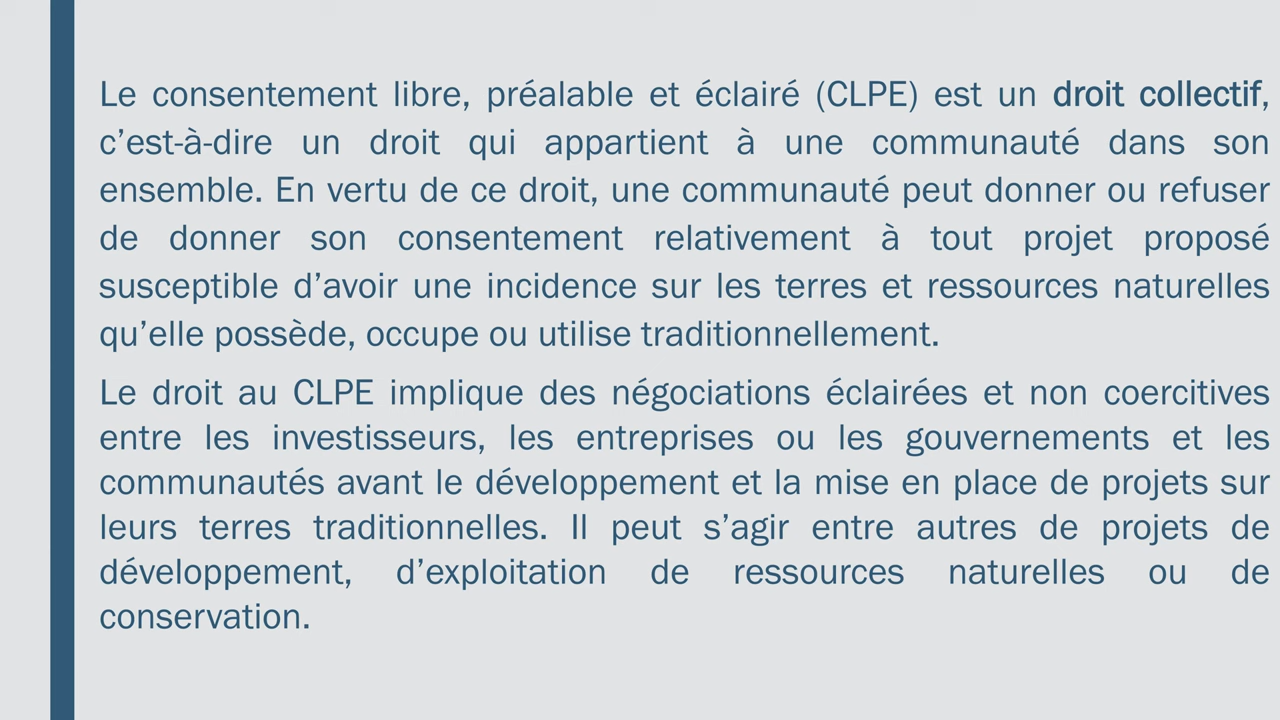 Le consentement libre, préalable et éclairé (CLPE) est un droit collectif,
c’est-à-dire un droit qui appartient à une communauté dans son
ensemble. En vertu de ce droit, une communauté peut donner ou refuser
de donner son consentement relativement à tout projet proposé
susceptible d’avoir une incidence sur les terres et ressources naturelles
qu’elle possède, occupe ou utilise traditionnellement.
Le droit au CLPE implique des négociations éclairées et non coercitives
entre les investisseurs, les entreprises ou les gouvernements et les
communautés avant le développement et la mise en place de projets sur
leurs terres traditionnelles. Il peut s’agir entre autres de projets de
développement, d’exploitation de ressources naturelles ou de
conservation.